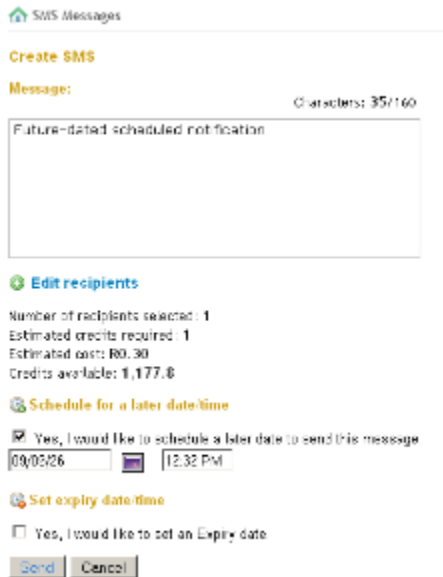 SMS Messages
Create SMS
Message:
Characters: 35/160
Future-dated scheduled notification
Edit recipients
Number of recipients selected: 1
Estimated credits required: 1
Estimated cost: R0.30
Credits available: 1,177.8
Schedule for a later date/time
Yes, I would like to schedule a later date to send this message
12:32 PM
Set expiry date/time
Yes, I would like to set an Expiry date
Send Cancel